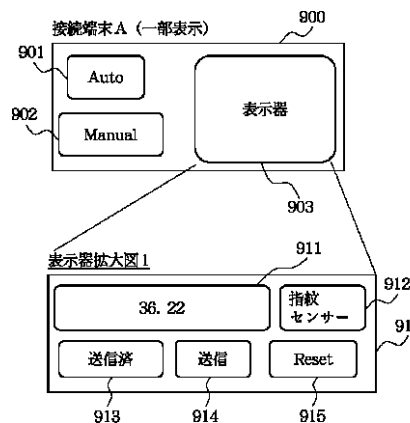 接続端末A（一部表示）
900
901
Auto
902
Manual
表示器
903
表示器拡大図1
911
912
36. 22
指紋
センサー
91
送信済
送信
Reset
913
914
915